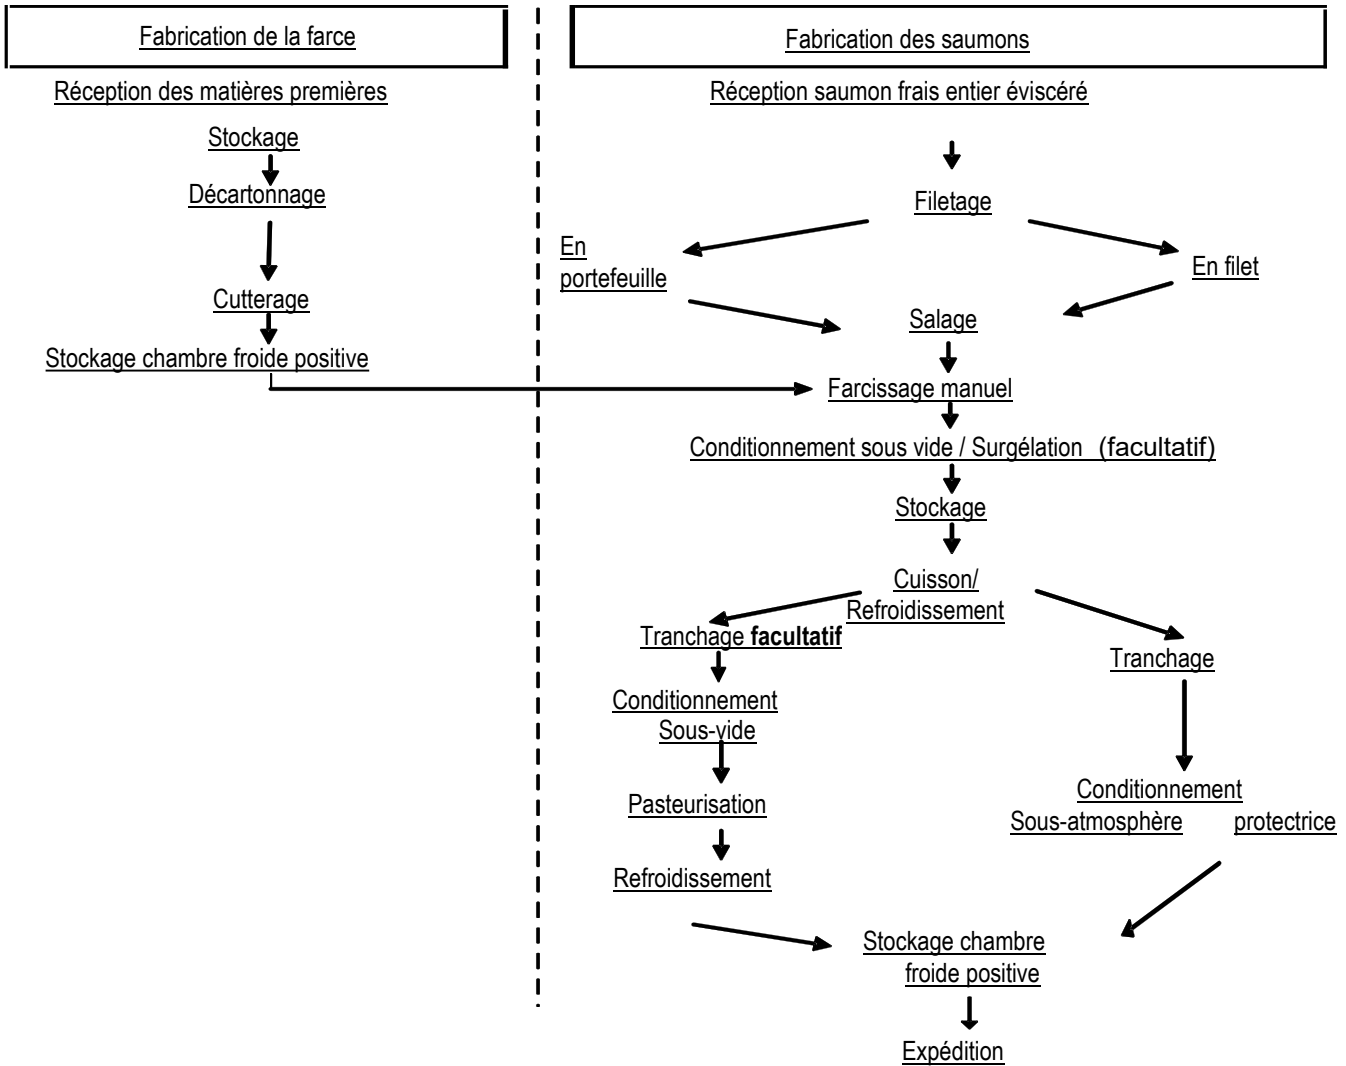 Fabrication de la farce
Réception des matières premières
Stockage
Décartonnage
Cutterage
Stockage chambre froide positive
Fabrication des saumons
Réception saumon frais entier éviscéré
Filetage
En
portefeuille
En filet
Salage
Farcissage manuel
Conditionnement sous vide / Surgélation (facultatif)
Stockage
Cuisson/
Refroidissement
Tranchage facultatif
Conditionnement
Sous-vide
Pasteurisation
Refroidissement
Tranchage
Conditionnement
Sous-atmosphère protectrice
Stockage chambre
froide positive
Expédition